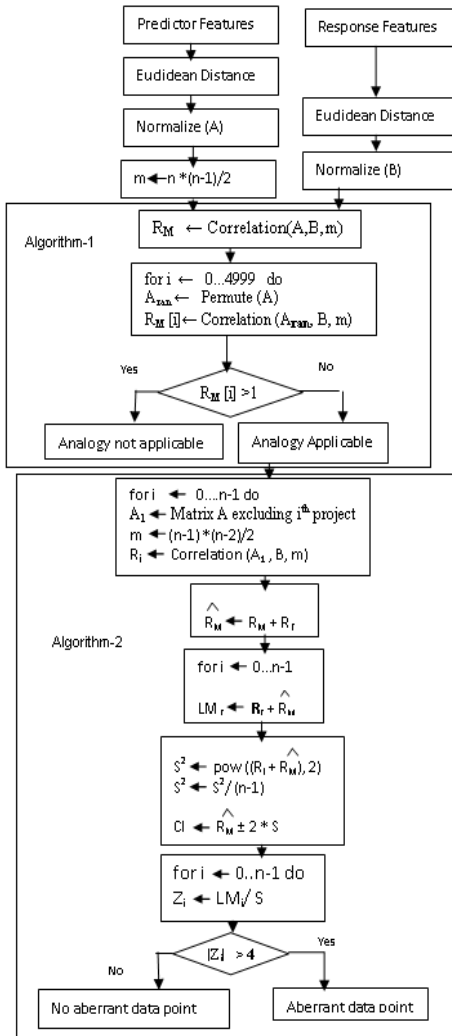 Predictor Features
Response Features
Euclidean Distance
Euclidean Distance
Normalize (A)
Normalize (B)
m←n *(n-1)/2
Algorithm-1
R_M ← Correlation(A,B,m)
for i ← 0...4999 do
A_ran← Permute (A)
R_M [i]←Correlation (A_ran, B, m)
Yes
No
R_M [i] >1
Analogy not applicable
Analogy Applicable
for i ← 0....n-1 do
A_1 ← Matrix A excluding i^th project
m ← (n-1) *(n-2)/2
R_i ← Correlation (A_1, B, m)
R̂_M ← R_M + R_i
Algorithm-2
for i ← 0...n-1
LM_i ← R_i + R̂_M
S² ← pow ((R_i + R̂_M), 2)
S² ← S²/(n-1)
CI ← R̂_M ± 2 * S
for i ← 0..n-1 do
Z_i ← LM_i/ S
|Z_i| > 4
No
Yes
No aberrant data point
Aberrant data point